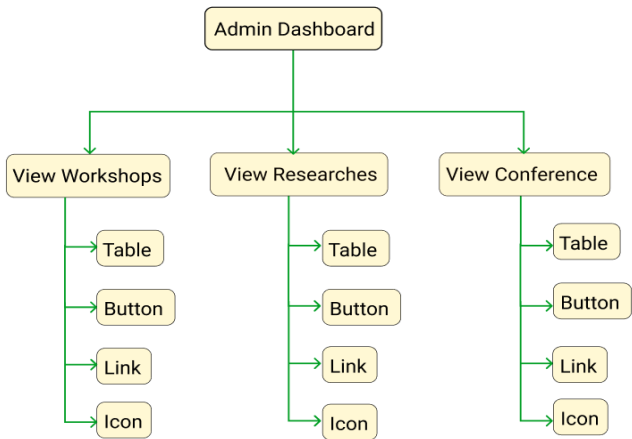 Admin Dashboard
View Workshops
View Researches
View Conference
Table
Button
Link
Icon
Table
Button
Link
Icon
Table
Button
Link
Icon